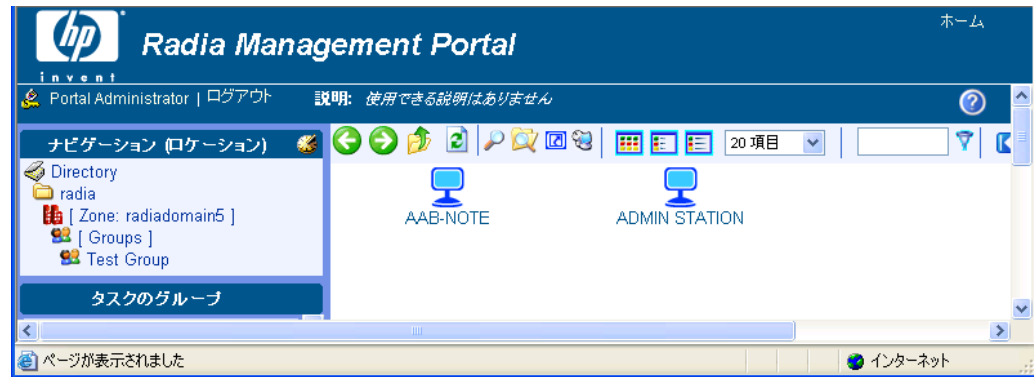 hp
invent
Radia Management Portal
ホーム
Portal Administrator | ログアウト
説明: 使用できる説明はありません
ナビゲーション (ロケーション)
20 項目
Directory
radia
[ Zone: radiadomain5 ]
[ Groups ]
Test Group
AAB-NOTE
ADMIN STATION
タスクのグループ
ページが表示されました
インターネット